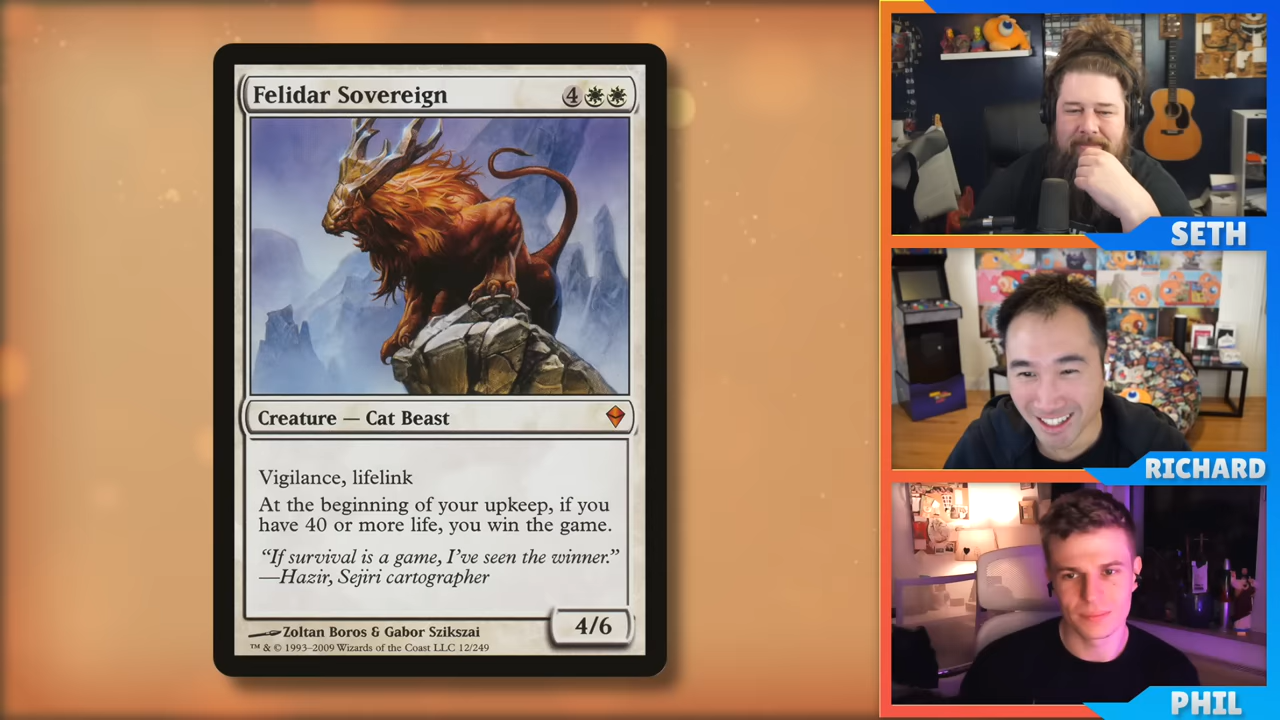 Felidar Sovereign 4
Creature — Cat Beast
Vigilance, lifelink
At the beginning of your upkeep, if you
have 40 or more life, you win the game.
“If survival is a game, I’ve seen the winner.”
—Hazir, Sejiri cartographer
4/6
Zoltan Boros & Gabor Szikszai
™ & © 1993–2009 Wizards of the Coast LLC 12/249
SETH
RICHARD
PHIL